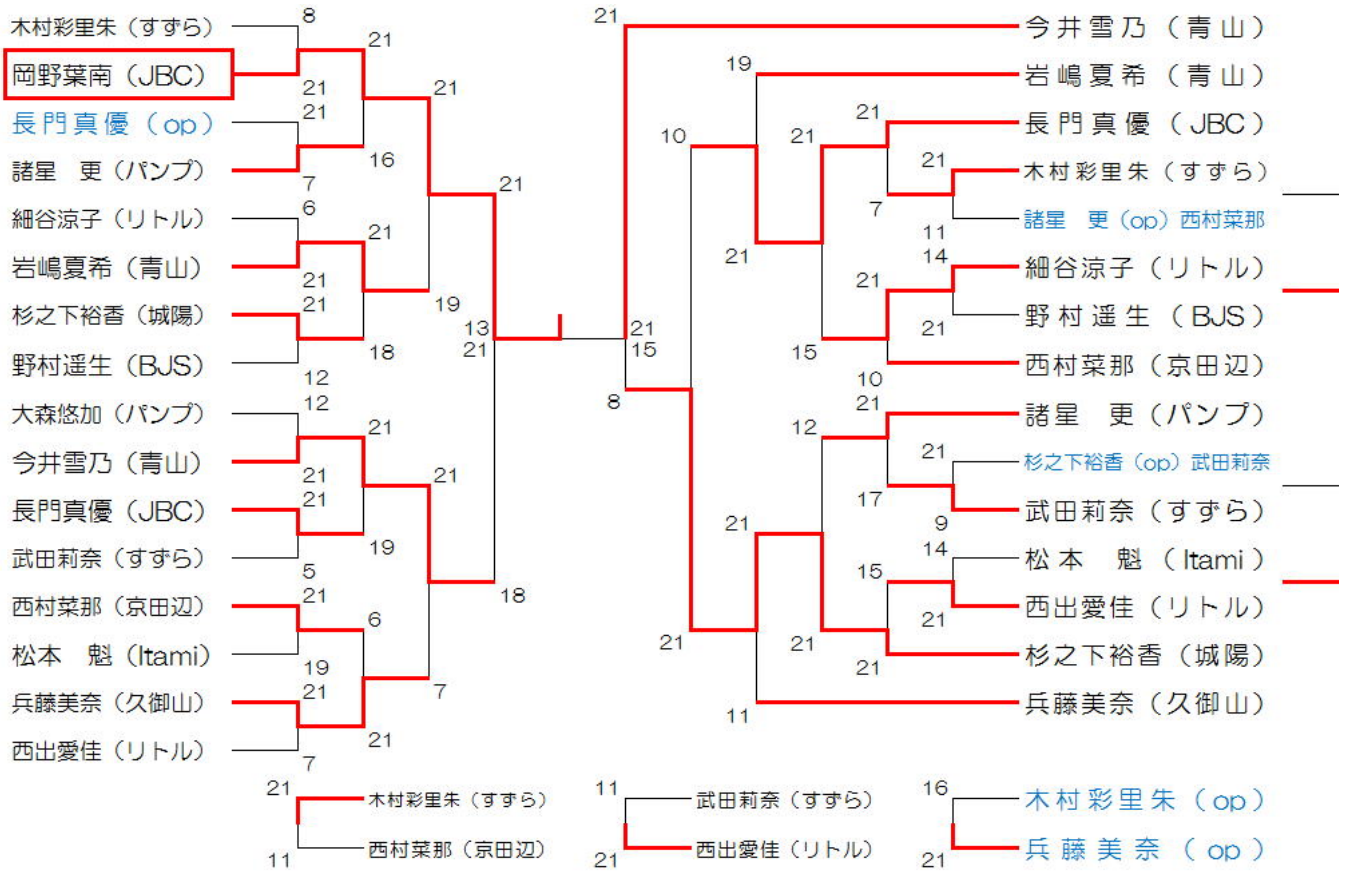 木村彩里朱（すずら）
岡野葉南（JBC）
長門真優（op）
諸星　更（パンプ）
細谷涼子（リトル）
岩嶋夏希（青山）
杉之下裕香（城陽）
野村遥生（BJS）
大森悠加（パンプ）
今井雪乃（青山）
長門真優（JBC）
武田莉奈（すずら）
西村菜那（京田辺）
松本　魁（Itami）
兵藤美奈（久御山）
西出愛佳（リトル）
8
21
21
7
6
21
21
12
12
21
21
5
21
19
21
7
21
16
21
18
21
19
6
21
21
19
21
7
21
18
13
21
21
21
15
8
10
21
19
21
21
11
21
15
12
21
21
7
21
10
21
17
15
21
21
11
14
21
21
9
14
21
今井雪乃（青山）
岩嶋夏希（青山）
長門真優（JBC）
木村彩里朱（すずら）
諸星　更（op）西村菜那
細谷涼子（リトル）
野村遥生（BJS）
西村菜那（京田辺）
諸星　更（パンプ）
杉之下裕香（op）武田莉奈
武田莉奈（すずら）
松本　魁（Itami）
西出愛佳（リトル）
杉之下裕香（城陽）
兵藤美奈（久御山）
21
木村彩里朱（すずら）
11
西村菜那（京田辺）
11
武田莉奈（すずら）
21
西出愛佳（リトル）
16
木村彩里朱（op）
21
兵藤美奈（op）